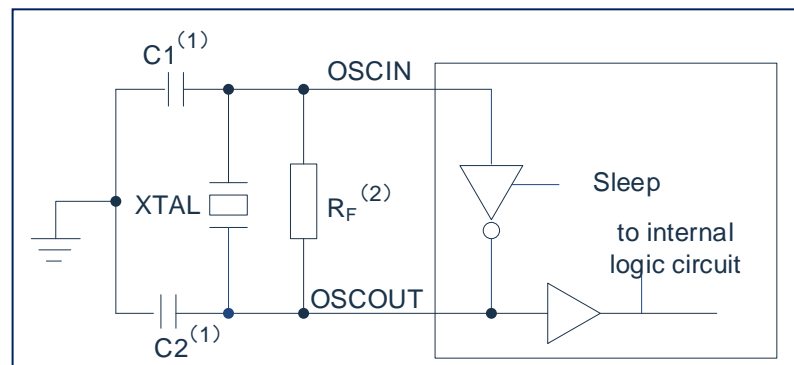 C1(1)
OSCIN
XTAL
RF(2)
Sleep
to internal
logic circuit
OSCOUT
C2(1)